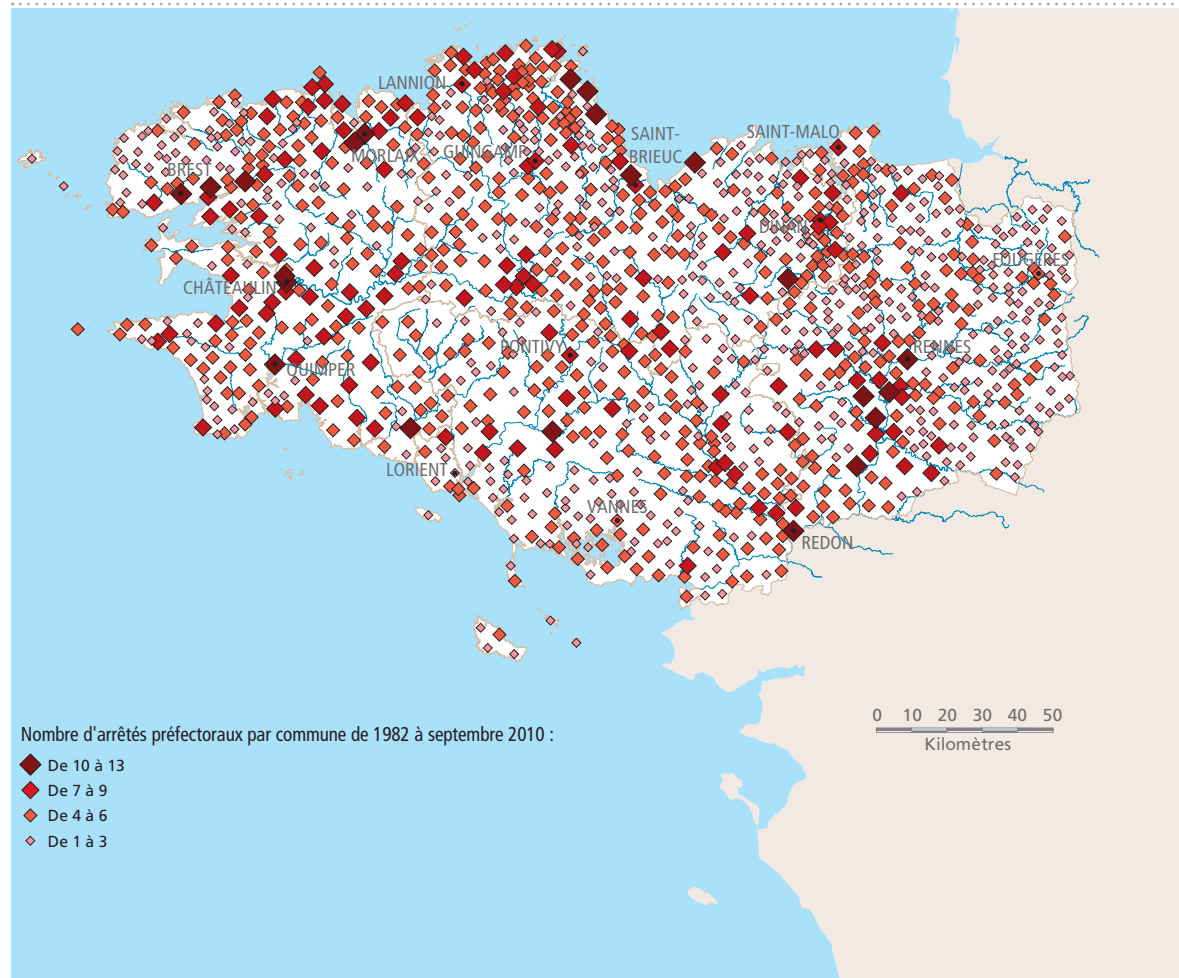 LANNION
SAINT-
BRIEUC
SAINT-MALO
MORLAIX
GUINGAMP
BREST
DINAN
FOUGÈRES
CHÂTEAULIN
PONTIVY
RENNES
QUIMPER
LORIENT
VANNES
REDON
0 10 20 30 40 50
Kilomètres
Nombre d'arrêtés préfectoraux par commune de 1982 à septembre 2010 :
De 10 à 13
De 7 à 9
De 4 à 6
De 1 à 3